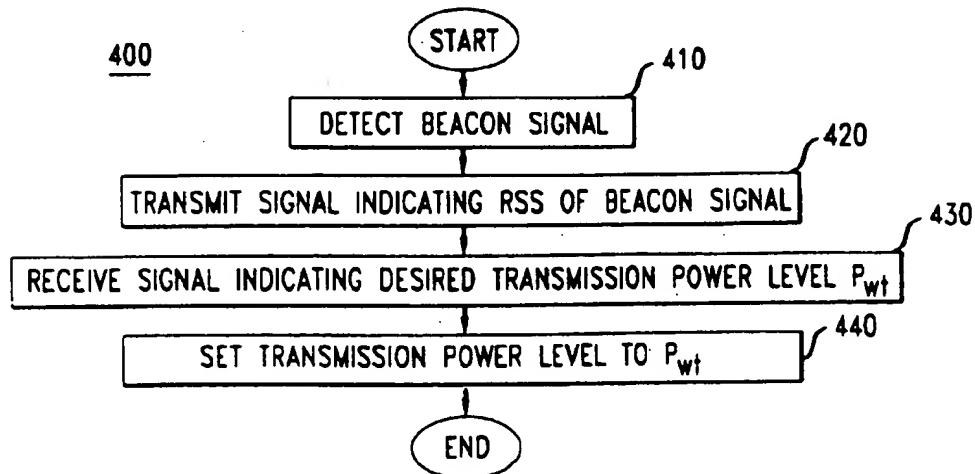 START
400
410
DETECT BEACON SIGNAL
420
TRANSMIT SIGNAL INDICATING RSS OF BEACON SIGNAL
430
RECEIVE SIGNAL INDICATING DESIRED TRANSMISSION POWER LEVEL Pwt
440
SET TRANSMISSION POWER LEVEL TO Pwt
END